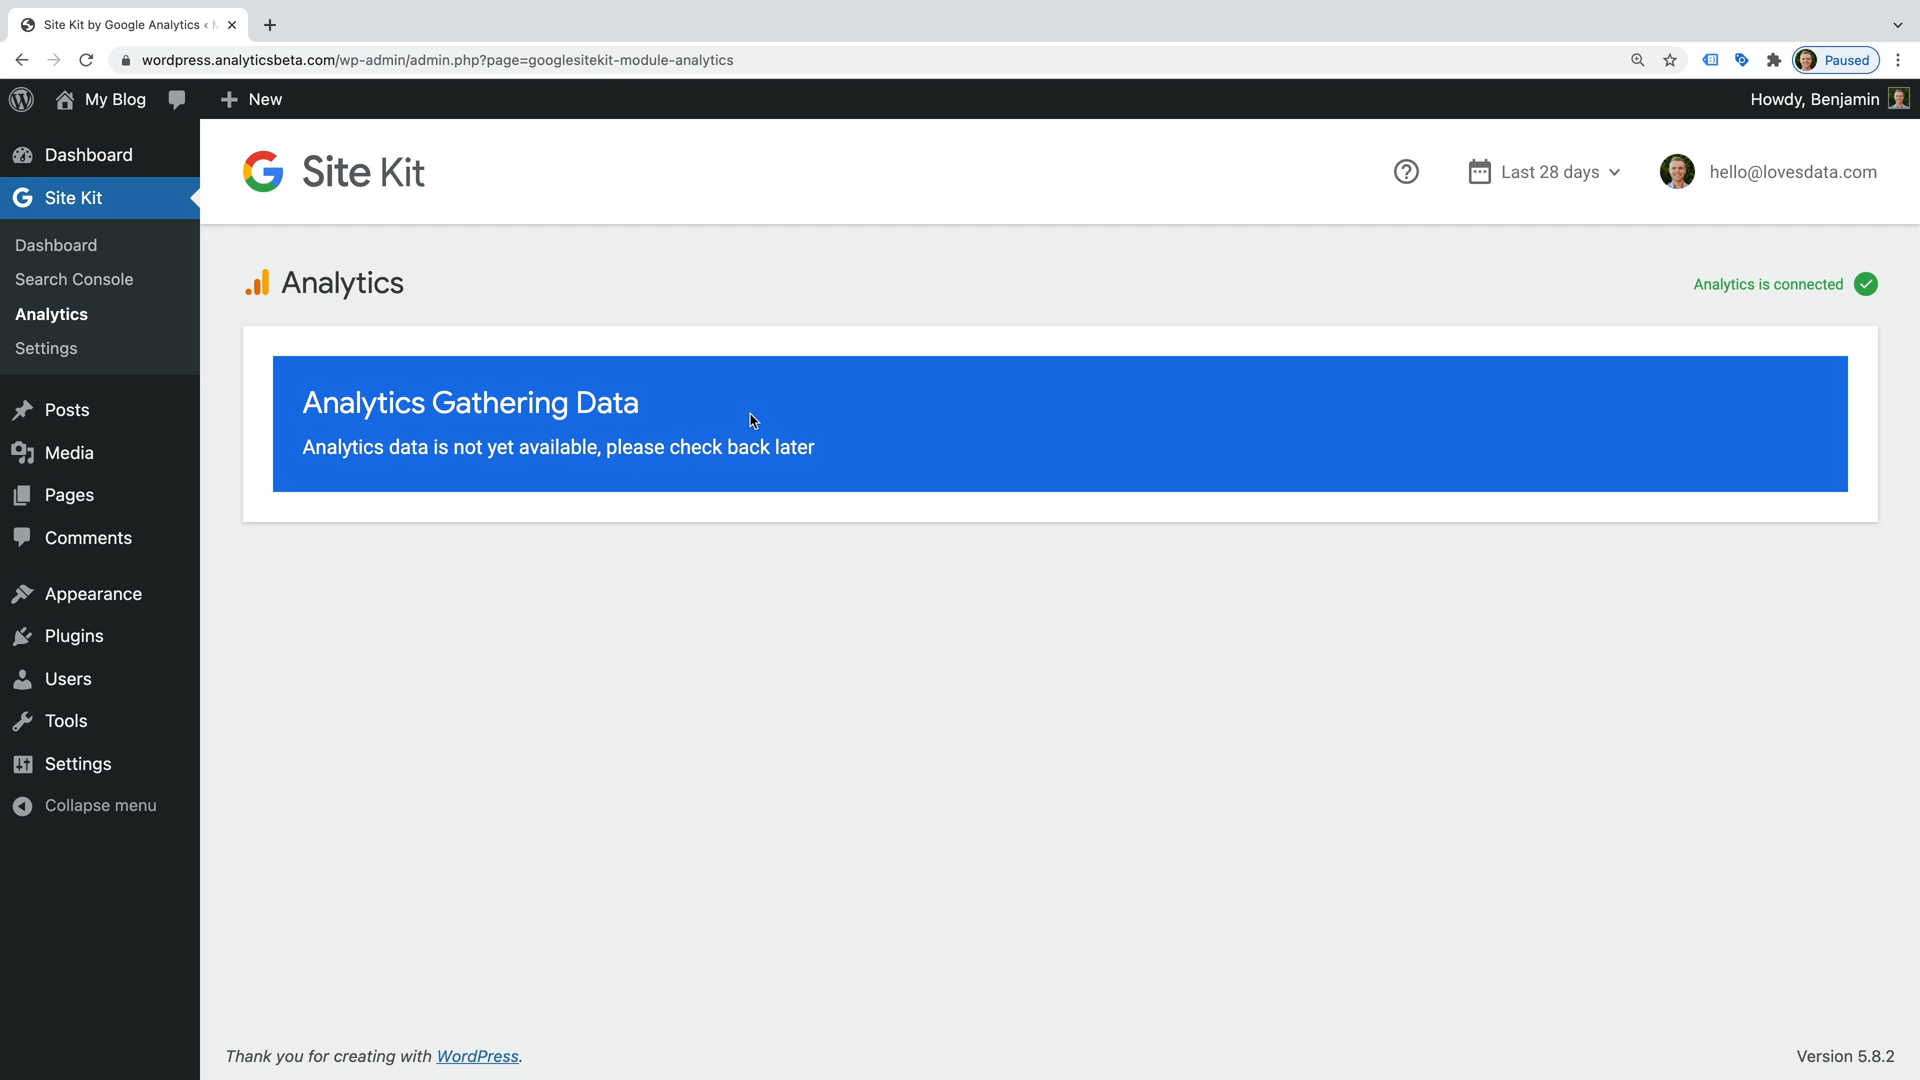 Site Kit by Google Analytics ‹
wordpress.analyticsbeta.com/wp-admin/admin.php?page=googlesitekit-module-analytics
Paused
My Blog
New
Howdy, Benjamin
Dashboard
Site Kit
Dashboard
Search Console
Analytics
Settings
Posts
Media
Pages
Comments
Appearance
Plugins
Users
Tools
Settings
Collapse menu
Site Kit
Last 28 days
hello@lovesdata.com
Analytics
Analytics is connected
Analytics Gathering Data
Analytics data is not yet available, please check back later
Thank you for creating with WordPress.
Version 5.8.2